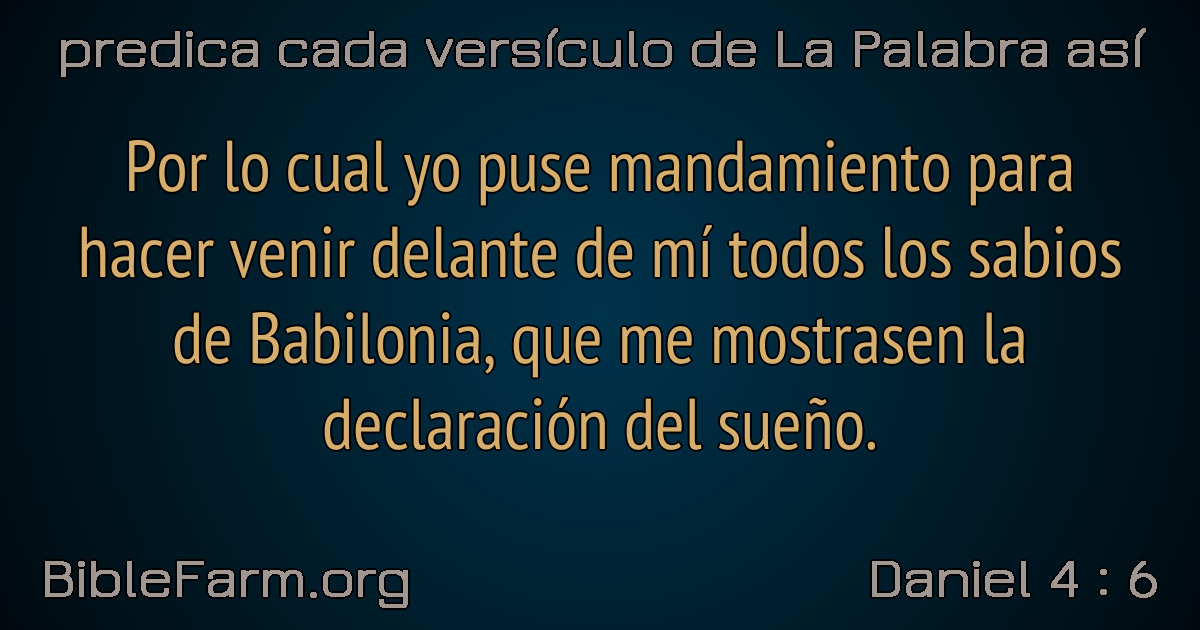 predica cada versículo de La Palabra así
Por lo cual yo puse mandamiento para
hacer venir delante de mí todos los sabios
de Babilonia, que me mostrasen la
declaración del sueño.
BibleFarm.org
Daniel 4 : 6